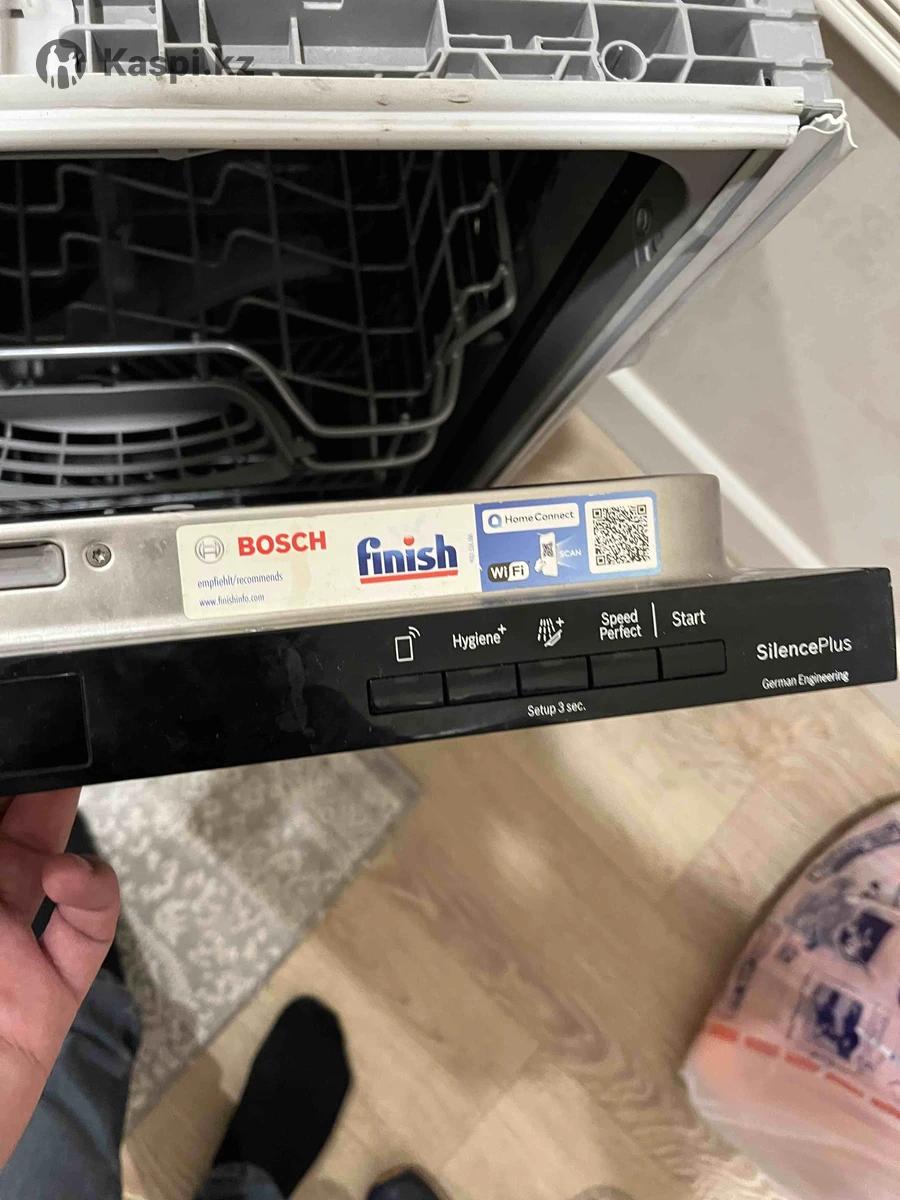 Kaspi.kz
BOSCH
empfiehlt/recommends
www.finishinfo.com
finish
Home Connect
WiFi
SCAN
Hygiene+
Speed
Perfect
Start
Setup 3 sec.
SilencePlus
German Engineering